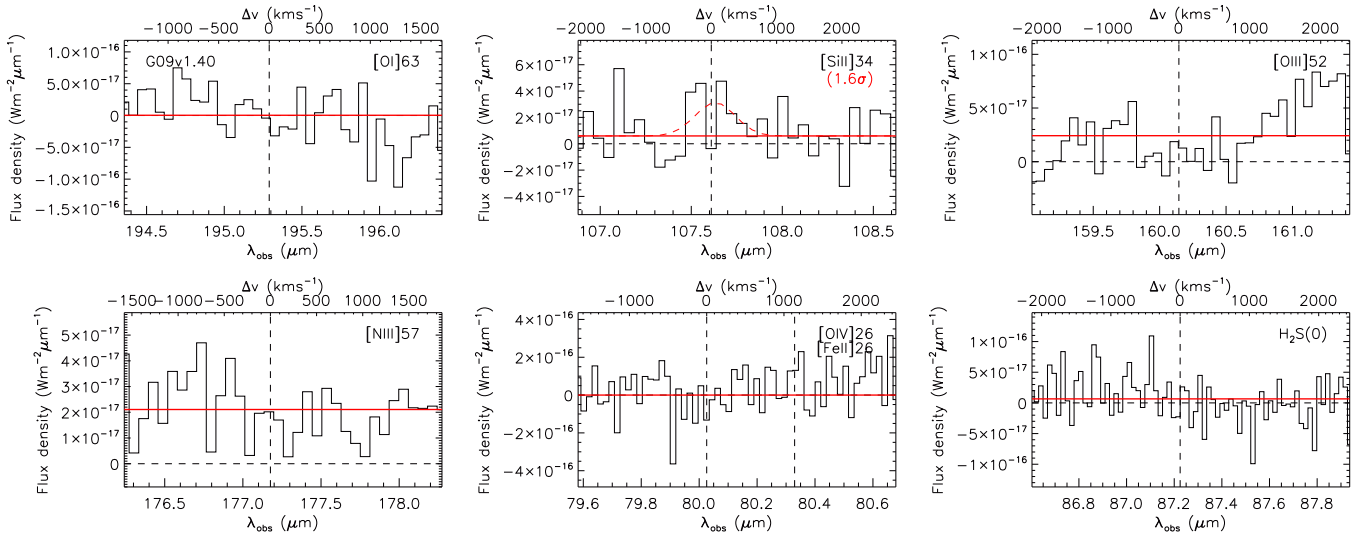 Δv (kms⁻¹)
-1000 -500 0 500 1000
G09v1.40
[OI]63
Flux density (Wm⁻²μm⁻¹)
1.0×10⁻¹⁶
5.0×10⁻¹⁷
0
-5.0×10⁻¹⁷
-1.0×10⁻¹⁶
-1.5×10⁻¹⁶
194.5 195.0 195.5 196.0
λobs (μm)
Δv (kms⁻¹)
-2000 -1000 0 1000 2000
[SiII]34
(1.6σ)
Flux density (Wm⁻²μm⁻¹)
6×10⁻¹⁷
4×10⁻¹⁷
2×10⁻¹⁷
0
-2×10⁻¹⁷
-4×10⁻¹⁷
107.0 107.5 108.0 108.5
λobs (μm)
Δv (kms⁻¹)
-2000 -1000 0 1000 2000
[OIII]52
Flux density (Wm⁻²μm⁻¹)
1×10⁻¹⁶
5×10⁻¹⁷
0
159.5 160.0 160.5 161.0
λobs (μm)
Δv (kms⁻¹)
-1500 -1000 -500 0 500 1000 1500
[NIII]57
Flux density (Wm⁻²μm⁻¹)
5×10⁻¹⁷
4×10⁻¹⁷
3×10⁻¹⁷
2×10⁻¹⁷
1×10⁻¹⁷
0
176.5 177.0 177.5 178.0
λobs (μm)
Δv (kms⁻¹)
-1000 0 1000 2000
[OIV]26
[FeII]26
Flux density (Wm⁻²μm⁻¹)
4×10⁻¹⁶
2×10⁻¹⁶
0
-2×10⁻¹⁶
-4×10⁻¹⁶
79.6 79.8 80.0 80.2 80.4 80.6
λobs (μm)
Δv (kms⁻¹)
-2000 -1000 0 1000 2000
H₂S(0)
Flux density (Wm⁻²μm⁻¹)
1×10⁻¹⁶
5×10⁻¹⁷
0
-5×10⁻¹⁷
-1×10⁻¹⁶
86.8 87.0 87.2 87.4 87.6 87.8
λobs (μm)